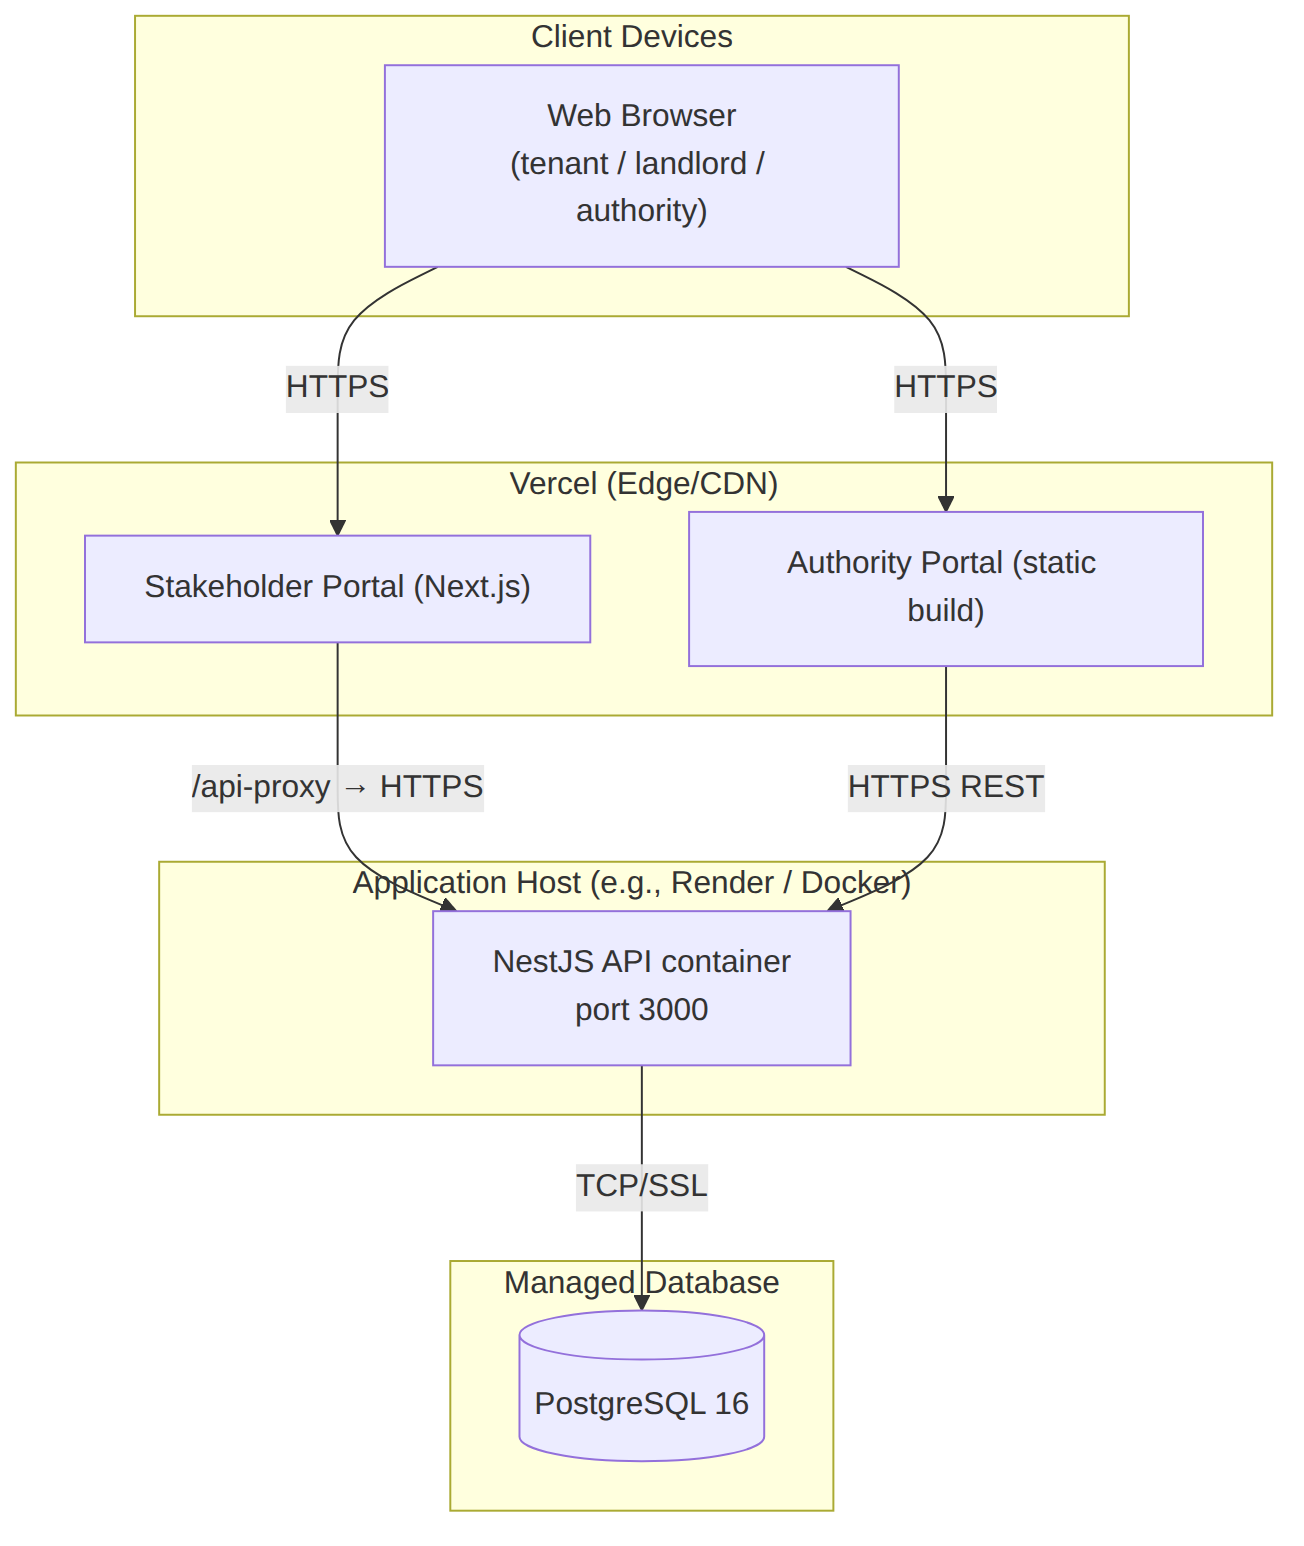 Client Devices
Web Browser
(tenant / landlord /
authority)
HTTPS
HTTPS
Vercel (Edge/CDN)
Stakeholder Portal (Next.js)
Authority Portal (static
build)
/api-proxy → HTTPS
HTTPS REST
Application Host (e.g., Render / Docker)
NestJS API container
port 3000
TCP/SSL
Managed Database
PostgreSQL 16